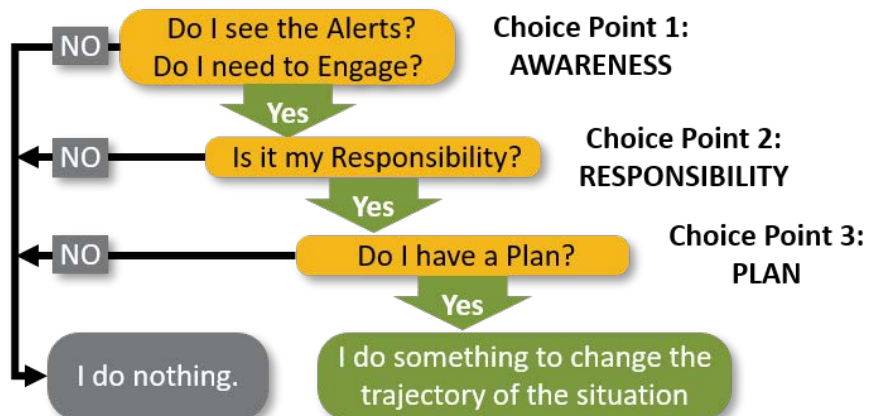 NO
Do I see the Alerts?
Do I need to Engage?
Choice Point 1:
AWARENESS
Yes
NO
Is it my Responsibility?
Choice Point 2:
RESPONSIBILITY
Yes
NO
Do I have a Plan?
Choice Point 3:
PLAN
Yes
I do nothing.
I do something to change the
trajectory of the situation